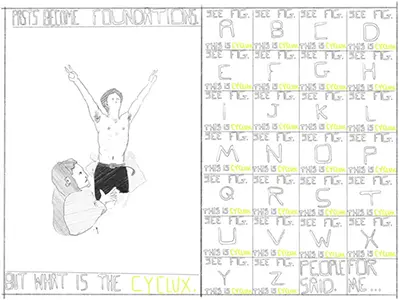 PASTS BECOME FOUNDATIONS.
BUT WHAT IS THE CYCLUX.
SEE FIG. SEE FIG. SEE FIG. SEE FIG.
A B C D
THIS IS CYCLUX. THIS IS CYCLUX. THIS IS CYCLUX. THIS IS CYCLUX.
SEE FIG. SEE FIG. SEE FIG. SEE FIG.
E F G H
THIS IS CYCLUX. THIS IS CYCLUX. THIS IS CYCLUX. THIS IS CYCLUX.
SEE FIG. SEE FIG. SEE FIG. SEE FIG.
I J K L
THIS IS CYCLUX. THIS IS CYCLUX. THIS IS CYCLUX. THIS IS CYCLUX.
SEE FIG. SEE FIG. SEE FIG. SEE FIG.
M N O P
THIS IS CYCLUX. THIS IS CYCLUX. THIS IS CYCLUX. THIS IS CYCLUX.
SEE FIG. SEE FIG. SEE FIG. SEE FIG.
Q R S T
THIS IS CYCLUX. THIS IS CYCLUX. THIS IS CYCLUX. THIS IS CYCLUX.
SEE FIG. SEE FIG. SEE FIG. SEE FIG.
U V W X
THIS IS CYCLUX. THIS IS CYCLUX. THIS IS CYCLUX. THIS IS CYCLUX.
SEE FIG. SEE FIG. FOR
Y Z SAID. ME...
THIS IS CYCLUX. THIS IS CYCLUX.